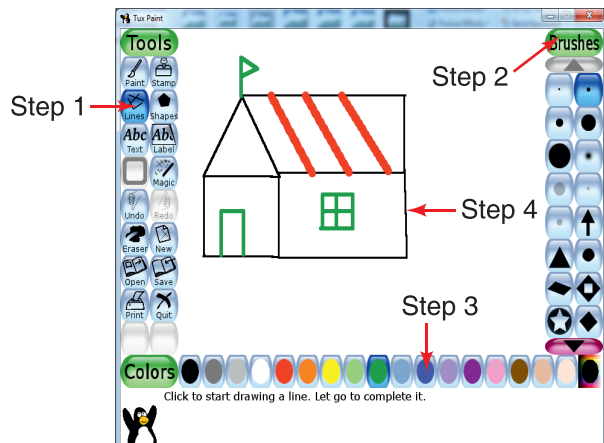 Tux Paint
Tools
Brushes
Paint Stamp
Step 2
Step 1
Lines Shapes
Abc Abc
Text Label
Magic
Undo Redo
Step 4
Eraser New
Open Save
Step 3
Print Quit
Colors
Click to start drawing a line. Let go to complete it.